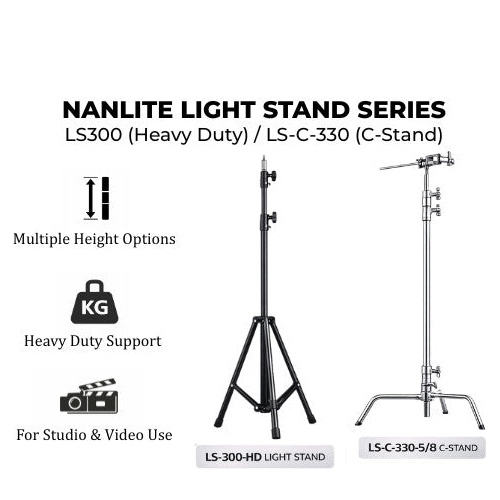 NANLITE LIGHT STAND SERIES
LS300 (Heavy Duty) / LS-C-330 (C-Stand)
Multiple Height Options
KG
Heavy Duty Support
For Studio & Video Use
LS-300-HD LIGHT STAND
LS-C-330-5/8 C-STAND